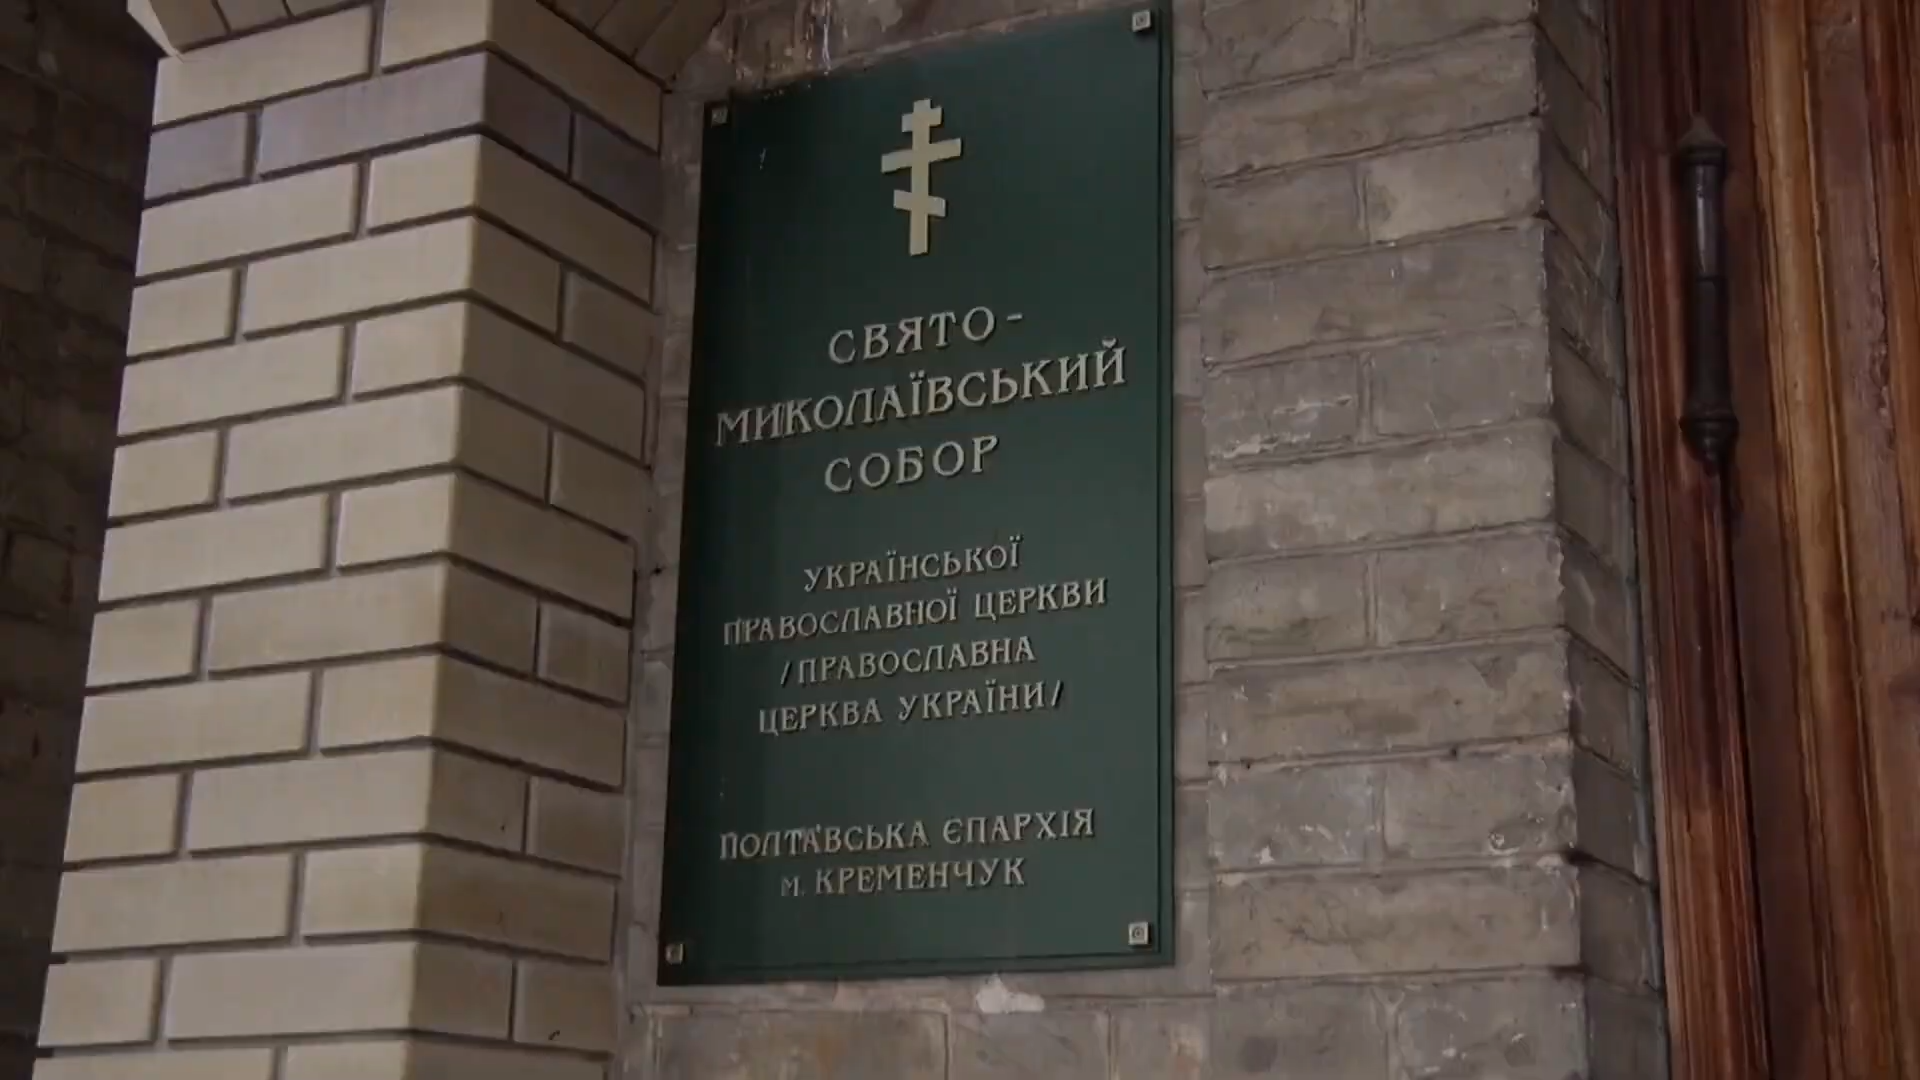 СВЯТО-
МИКОЛАЇВСЬКИЙ
СОБОР
УКРАЇНСЬКОЇ
ПРАВОСЛАВНОЇ ЦЕРКВИ
/ПРАВОСЛАВНА
ЦЕРКВА УКРАЇНИ/
ПОЛТАВСЬКА ЄПАРХІЯ
м. КРЕМЕНЧУК